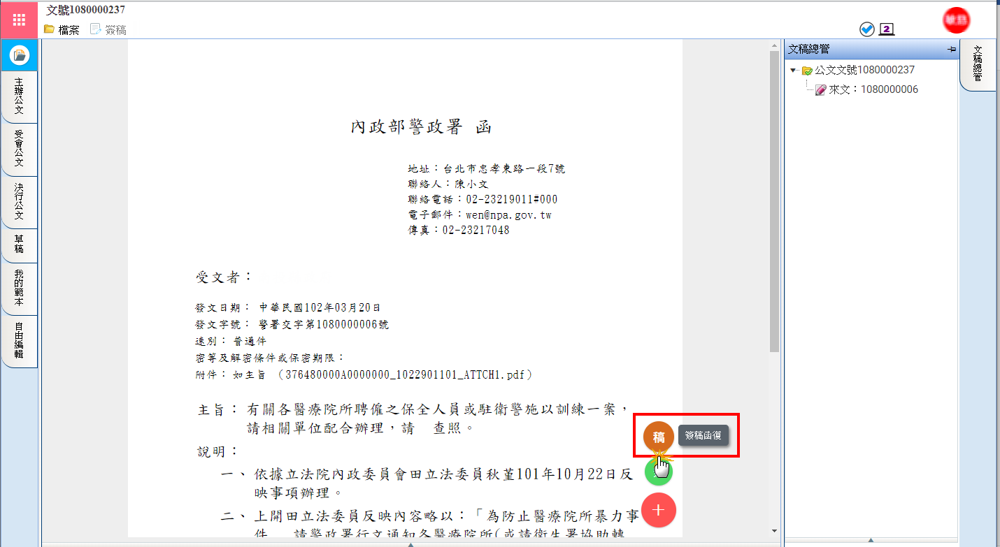 文號1080000237
檔案 簽稿
2
主辦公文
受會公文
決行公文
草稿
我的範本
自由編輯
內政部警政署 函
地址：台北市忠孝東路一段7號
聯絡人：陳小文
聯絡電話：02-23219011#000
電子郵件：wen@npa.gov.tw
傳真：02-23217048
受文者：
發文日期： 中華民國102年03月20日
發文字號： 警署交字第1080000006號
速別： 普通件
密等及解密條件或保密期限：
附件： 如主旨 （376480000A0000000_1022901101_ATTCH1.pdf）
主旨：有關各醫療院所聘僱之保全人員或駐衛警施以訓練一案，
請相關單位配合辦理，請 查照。
說明：
一、依據立法院內政委員會田立法委員秋堇101年10月22日反
映事項辦理。
二、上開田立法委員反映內容略以：「為防止醫療院所暴力事
件， 請警政署行文通知各醫療院所(或請衛生署協助轉
稿 簽稿函復
+
文稿總管
公文文號1080000237
來文：1080000006
文稿總管